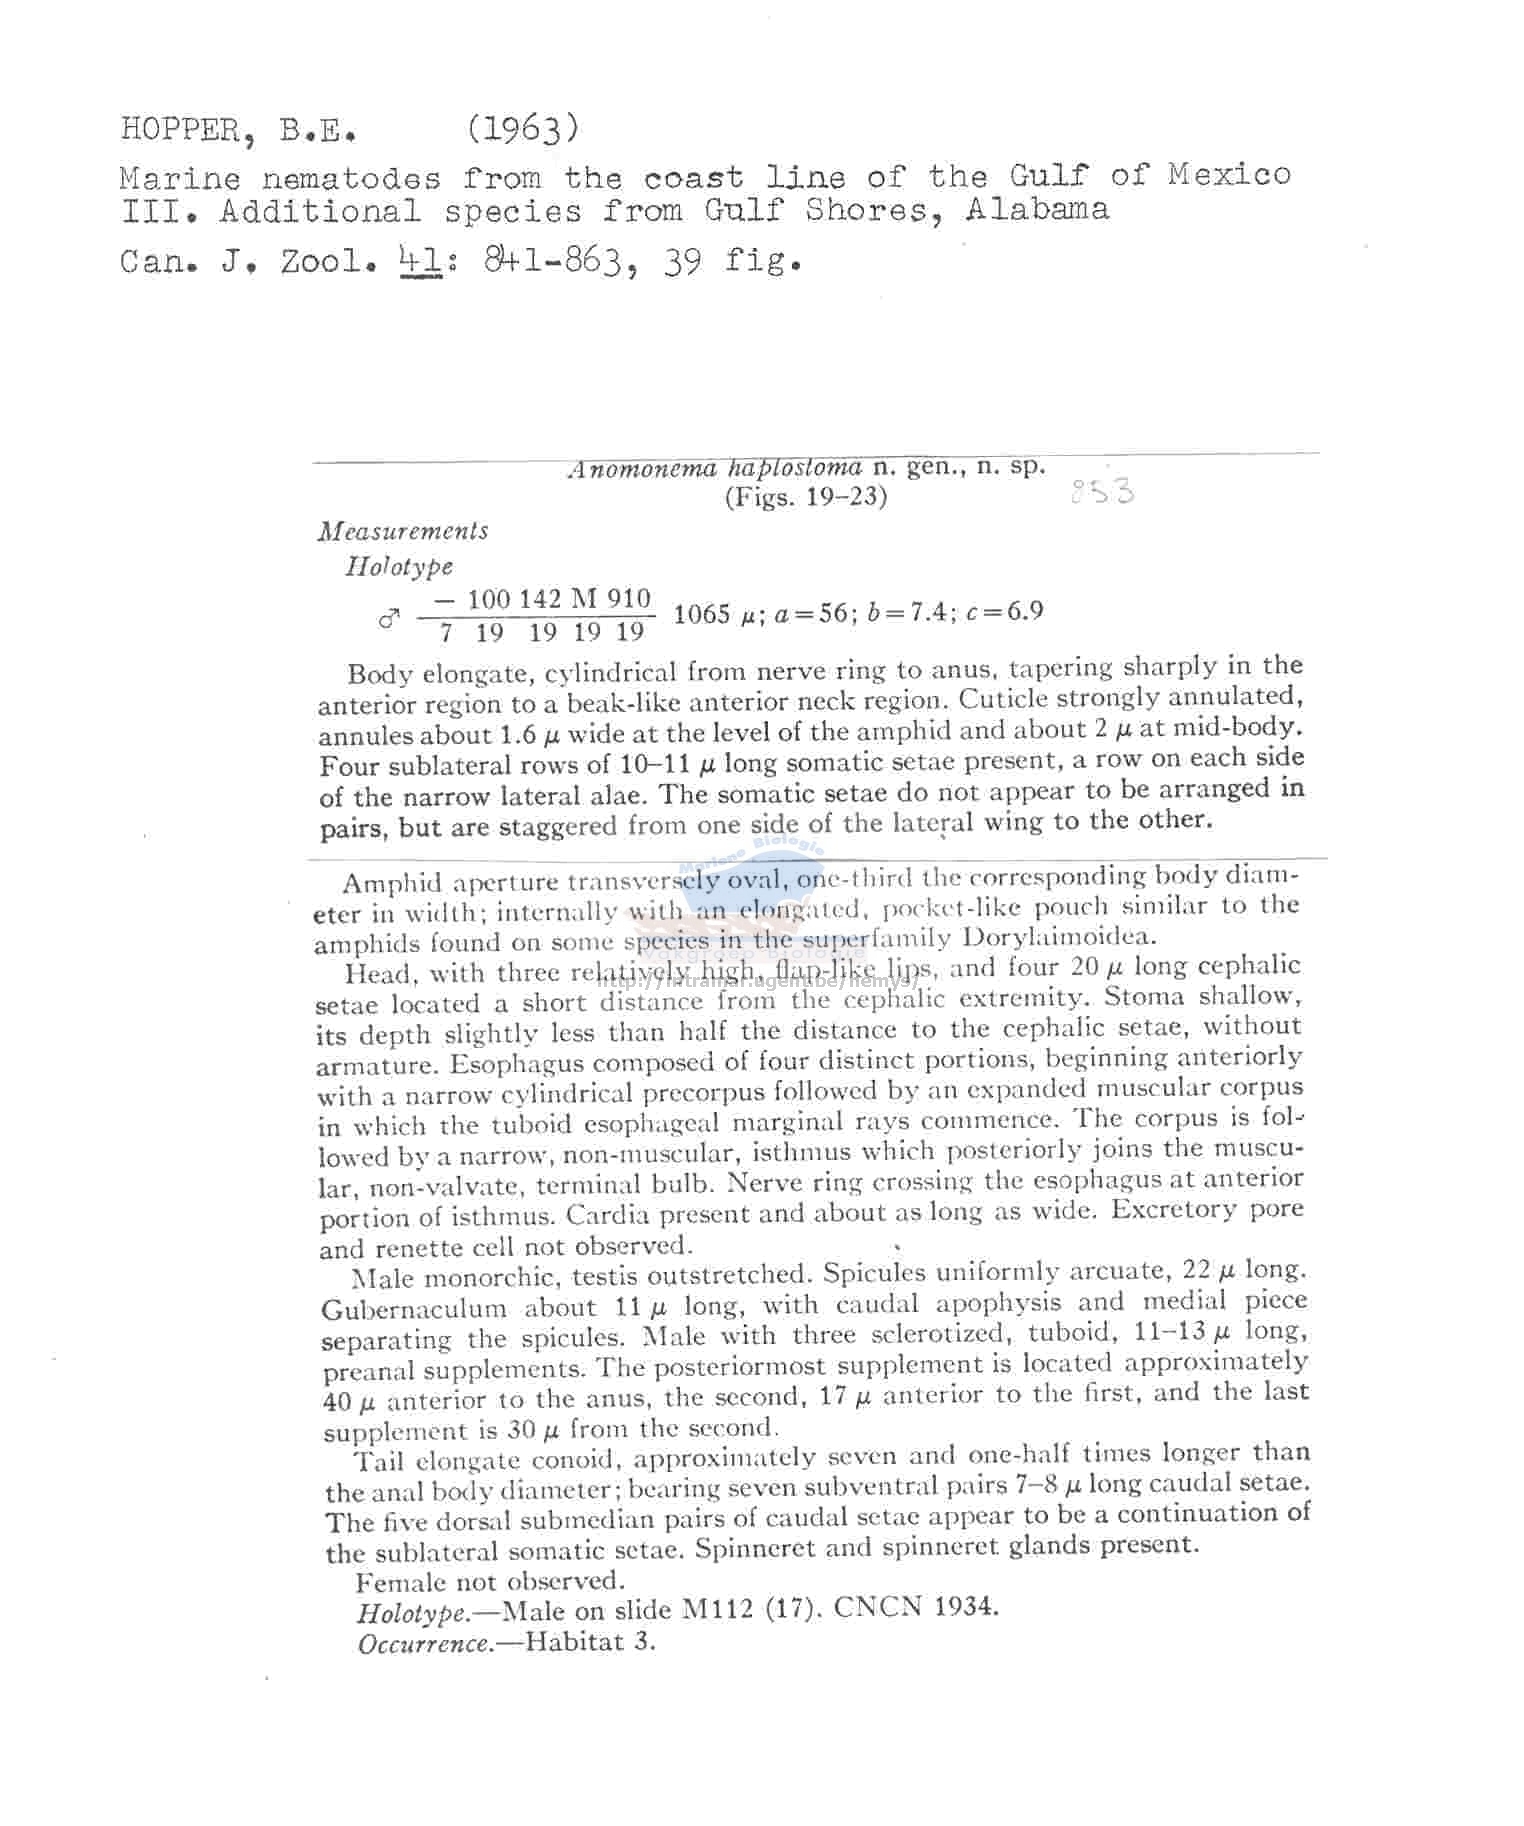 HOPPER, B.E. (1963)
Marine nematodes from the coast line of the Gulf of Mexico
III. Additional species from Gulf Shores, Alabama
Can. J. Zool. 41: 841-863, 39 fig.
Anomonema haplostoma n. gen., n. sp.
(Figs. 19–23)
853
Measurements
Holotype
♂ — 100 142 M 910
7 19 19 19 19
1065 μ; a = 56; b = 7.4; c = 6.9
Body elongate, cylindrical from nerve ring to anus, tapering sharply in the
anterior region to a beak-like anterior neck region. Cuticle strongly annulated,
annules about 1.6 μ wide at the level of the amphid and about 2 μ at mid-body.
Four sublateral rows of 10–11 μ long somatic setae present, a row on each side
of the narrow lateral alae. The somatic setae do not appear to be arranged in
pairs, but are staggered from one side of the lateral wing to the other.
Mariene Biologie
Amphid aperture transversely oval, one-third the corresponding body diam-
eter in width; internally with an elongated, pocket-like pouch similar to the
amphids found on some species in the superfamily Dorylaimoidea.
Vakgroep Biologie
Head, with three relatively high, flap-like lips, and four 20 μ long cephalic
http://intramar.ugent.be/nemys/
setae located a short distance from the cephalic extremity. Stoma shallow,
its depth slightly less than half the distance to the cephalic setae, without
armature. Esophagus composed of four distinct portions, beginning anteriorly
with a narrow cylindrical precorpus followed by an expanded muscular corpus
in which the tuboid esophageal marginal rays commence. The corpus is fol-
lowed by a narrow, non-muscular, isthmus which posteriorly joins the muscu-
lar, non-valvate, terminal bulb. Nerve ring crossing the esophagus at anterior
portion of isthmus. Cardia present and about as long as wide. Excretory pore
and renette cell not observed.
Male monorchic, testis outstretched. Spicules uniformly arcuate, 22 μ long.
Gubernaculum about 11 μ long, with caudal apophysis and medial piece
separating the spicules. Male with three sclerotized, tuboid, 11–13 μ long,
preanal supplements. The posteriormost supplement is located approximately
40 μ anterior to the anus, the second, 17 μ anterior to the first, and the last
supplement is 30 μ from the second.
Tail elongate conoid, approximately seven and one-half times longer than
the anal body diameter; bearing seven subventral pairs 7–8 μ long caudal setae.
The five dorsal submedian pairs of caudal setae appear to be a continuation of
the sublateral somatic setae. Spinneret and spinneret glands present.
Female not observed.
Holotype.—Male on slide M112 (17). CNCN 1934.
Occurrence.—Habitat 3.